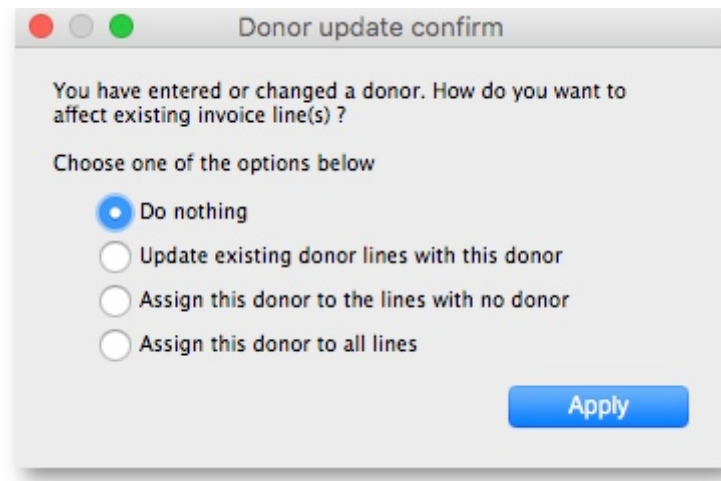 Donor update confirm
You have entered or changed a donor. How do you want to
affect existing invoice line(s) ?
Choose one of the options below
Do nothing
Update existing donor lines with this donor
Assign this donor to the lines with no donor
Assign this donor to all lines
Apply